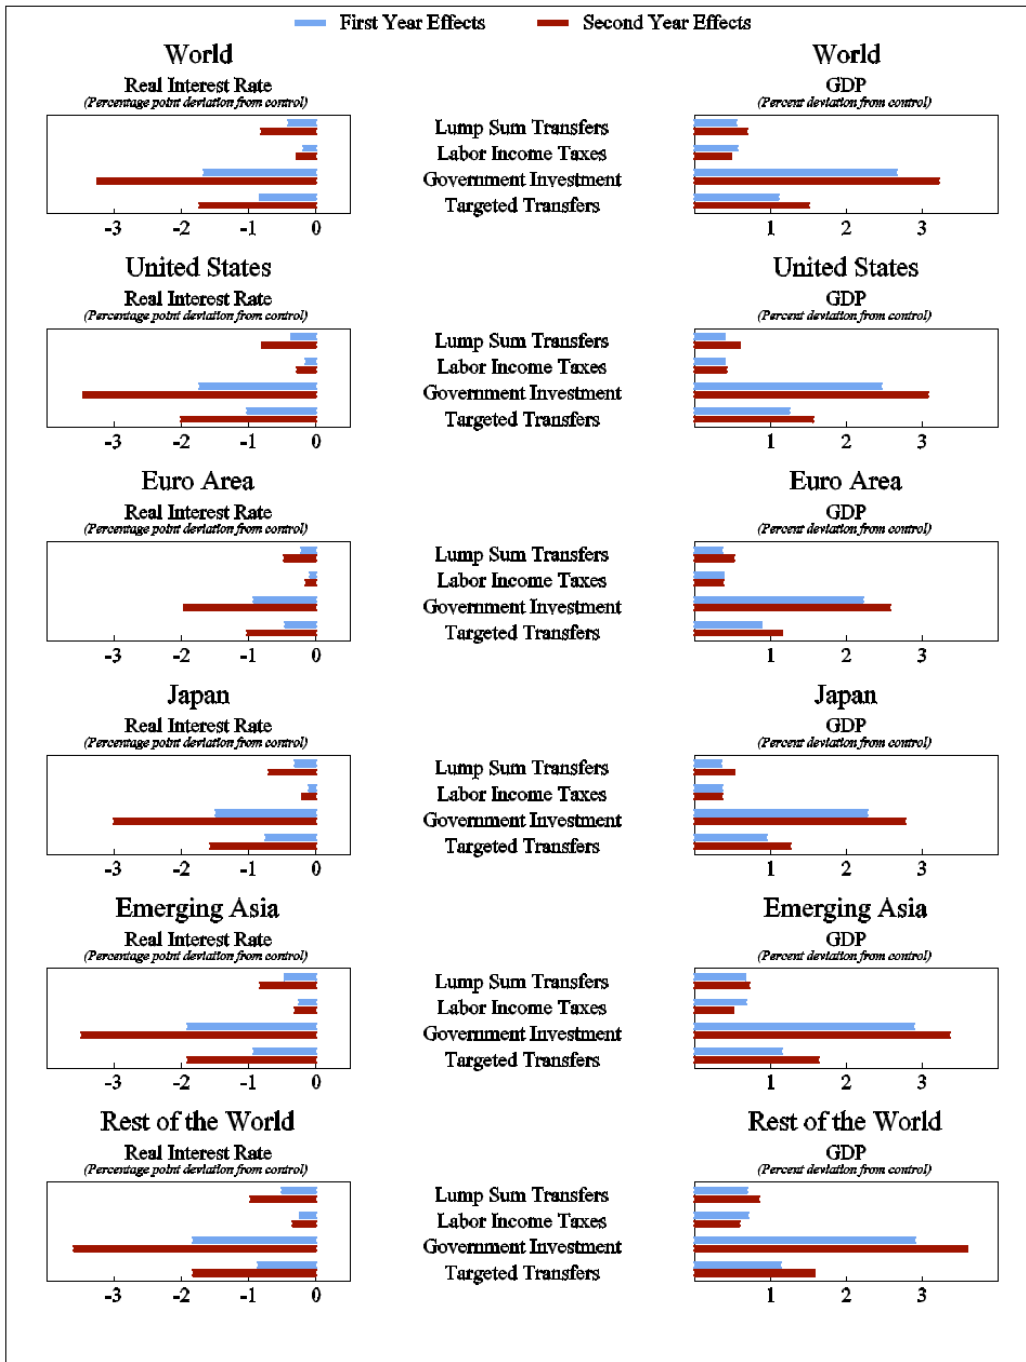 First Year Effects Second Year Effects
World World
Real Interest Rate GDP
(Percentage point deviation from control) (Percent deviation from control)
Lump Sum Transfers
Labor Income Taxes
Government Investment
Targeted Transfers
-3 -2 -1 0 1 2 3
United States United States
Real Interest Rate GDP
(Percentage point deviation from control) (Percent deviation from control)
Lump Sum Transfers
Labor Income Taxes
Government Investment
Targeted Transfers
-3 -2 -1 0 1 2 3
Euro Area Euro Area
Real Interest Rate GDP
(Percentage point deviation from control) (Percent deviation from control)
Lump Sum Transfers
Labor Income Taxes
Government Investment
Targeted Transfers
-3 -2 -1 0 1 2 3
Japan Japan
Real Interest Rate GDP
(Percentage point deviation from control) (Percent deviation from control)
Lump Sum Transfers
Labor Income Taxes
Government Investment
Targeted Transfers
-3 -2 -1 0 1 2 3
Emerging Asia Emerging Asia
Real Interest Rate GDP
(Percentage point deviation from control) (Percent deviation from control)
Lump Sum Transfers
Labor Income Taxes
Government Investment
Targeted Transfers
-3 -2 -1 0 1 2 3
Rest of the World Rest of the World
Real Interest Rate GDP
(Percentage point deviation from control) (Percent deviation from control)
Lump Sum Transfers
Labor Income Taxes
Government Investment
Targeted Transfers
-3 -2 -1 0 1 2 3